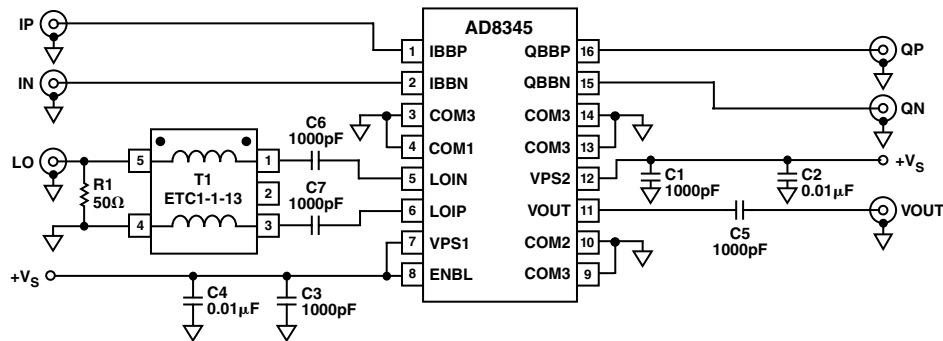 AD8345
IP
IN
LO
R1
50Ω
T1
ETC1-1-13
5
4
1
2
3
C6
1000pF
C7
1000pF
+VS
C4
0.01µF
C3
1000pF
1 IBBP
2 IBBN
3 COM3
4 COM1
5 LOIN
6 LOIP
7 VPS1
8 ENBL
QBBP 16
QBBN 15
COM3 14
COM3 13
VPS2 12
VOUT 11
COM2 10
COM3 9
QP
QN
+VS
C1
1000pF
C2
0.01µF
VOUT
C5
1000pF